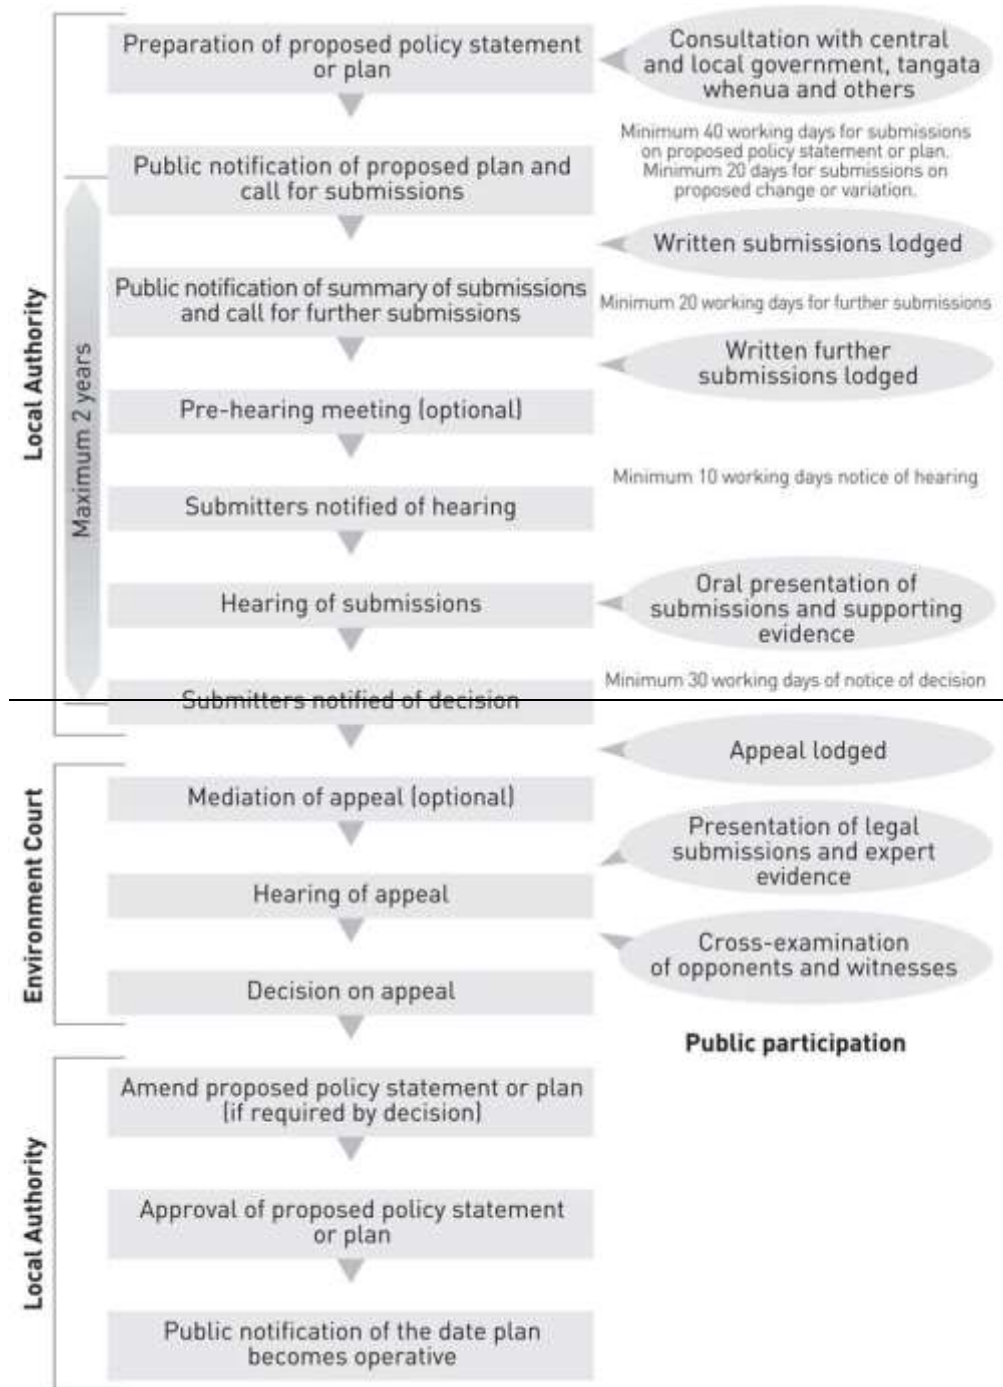 Preparation of proposed policy statement
or plan
Consultation with central
and local government, tangata
whenua and others
Minimum 40 working days for submissions
on proposed policy statement or plan.
Minimum 20 days for submissions on
proposed change or variation.
Public notification of proposed plan and
call for submissions
Written submissions lodged
Public notification of summary of submissions
and call for further submissions
Minimum 20 working days for further submissions
Written further
submissions lodged
Local Authority
Maximum 2 years
Pre-hearing meeting (optional)
Minimum 10 working days notice of hearing
Submitters notified of hearing
Hearing of submissions
Oral presentation of
submissions and supporting
evidence
Minimum 30 working days of notice of decision
Submitters notified of decision
Appeal lodged
Environment Court
Mediation of appeal (optional)
Presentation of legal
submissions and expert
evidence
Hearing of appeal
Cross-examination
of opponents and witnesses
Decision on appeal
Public participation
Local Authority
Amend proposed policy statement or plan
(if required by decision)
Approval of proposed policy statement
or plan
Public notification of the date plan
becomes operative